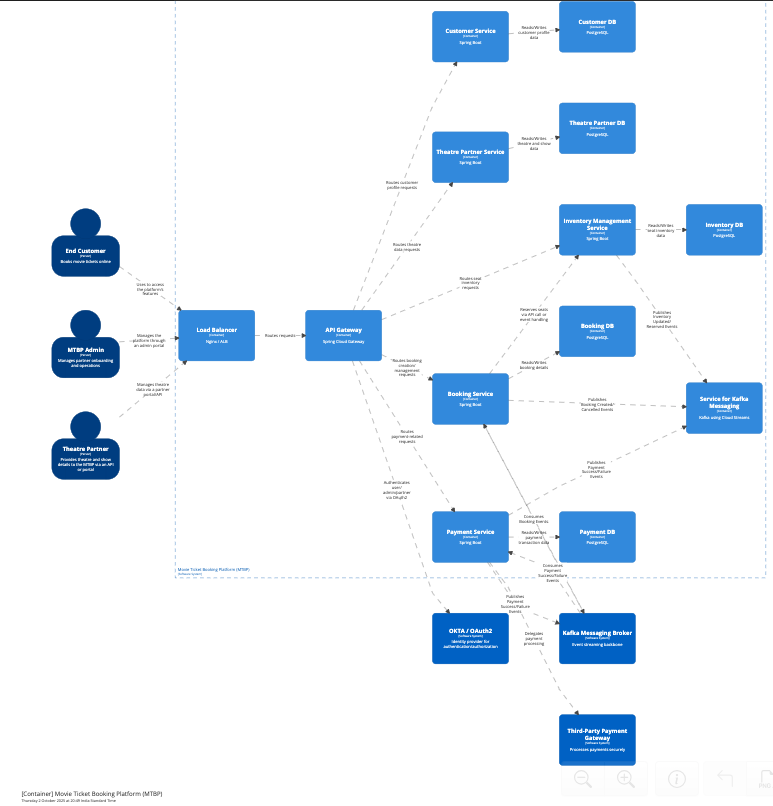 Customer Service
[Container]
Spring Boot
Reads/Writes
customer profile
data
Customer DB
[Container]
PostgreSQL
Theatre Partner Service
[Container]
Spring Boot
Reads/Writes
theatre and show
data
Theatre Partner DB
[Container]
PostgreSQL
Routes customer
profile requests
Routes theatre
data requests
Inventory Management
Service
[Container]
Spring Boot
Reads/Writes
seat inventory
data
Inventory DB
[Container]
PostgreSQL
End Customer
[Person]
Books movie tickets online
Uses to access
the platform's
features
Routes seat
inventory
requests
MTBP Admin
[Person]
Manages partner onboarding
and operations
Manages the
platform through
an admin portal
Load Balancer
[Container]
Nginx / ALB
Routes requests
API Gateway
[Container]
Spring Cloud Gateway
Reserves seats
via API call or
event handling
Booking DB
[Container]
PostgreSQL
Publishes
Inventory
Updated/
Reserved Events
Routes booking
creation/
management
requests
Reads/Writes
booking details
Booking Service
[Container]
Spring Boot
Publishes
Booking Created/
Cancelled Events
Service for Kafka
Messaging
[Container]
Kafka using Cloud Streams
Manages theatre
data via a partner
portal/API
Theatre Partner
[Person]
Provides theatre and show
details to the MTBP via an API
or portal
Routes
payment-related
requests
Publishes
Payment
Success/Failure
Events
Authenticates
user/
admin/partner
via OAuth2
Consumes
Booking Events
Payment Service
[Container]
Spring Boot
Reads/Writes
payment
transaction data
Payment DB
[Container]
PostgreSQL
Consumes
Payment
Success/Failure
Events
Movie Ticket Booking Platform (MTBP)
[Software System]
Publishes
Payment
Success/Failure
Events
OKTA / OAuth2
[Software System]
Identity provider for
authentication/authorization
Delegates
payment
processing
Kafka Messaging Broker
[Software System]
Event streaming backbone
Third-Party Payment
Gateway
[Software System]
Processes payments securely
PNG
[Container] Movie Ticket Booking Platform (MTBP)
Thursday 2 October 2025 at 20:49 India Standard Time